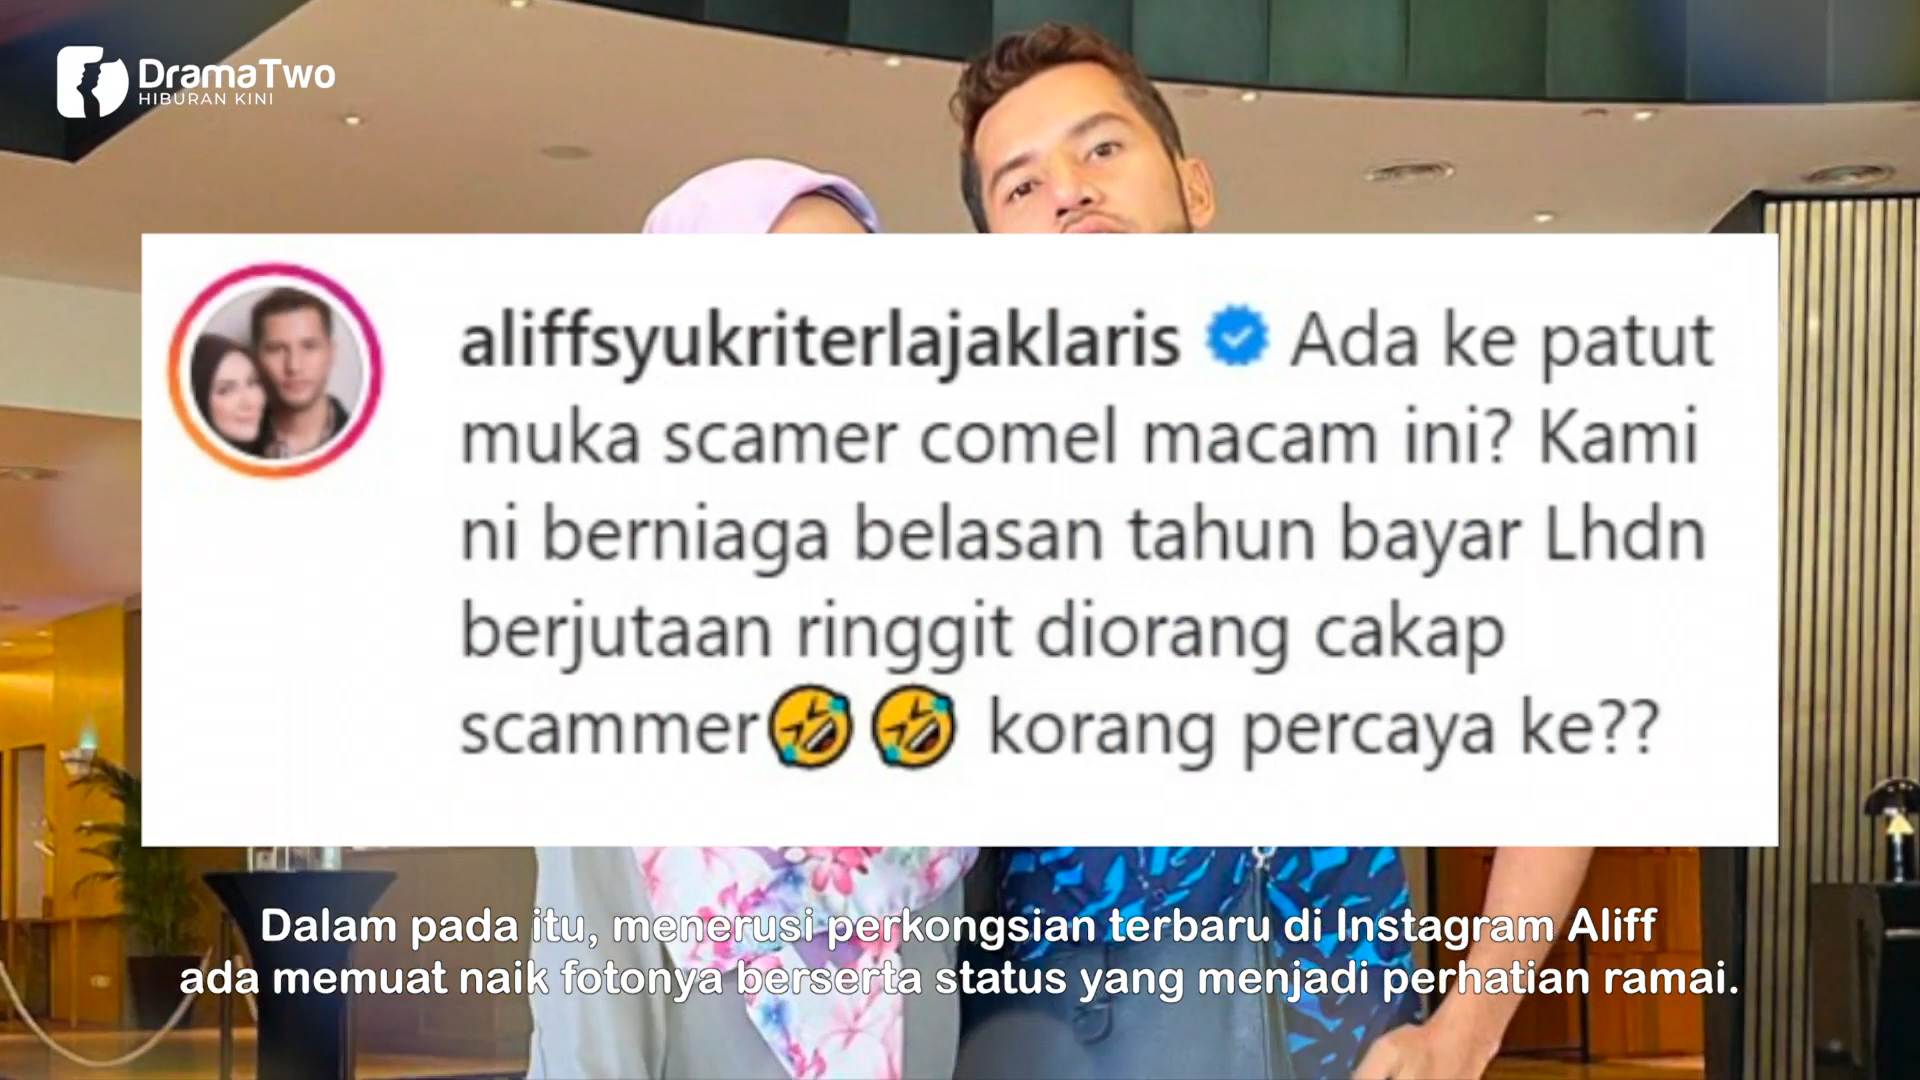 DramaTwo
HIBURAN KINI
aliffsyukriterlajaklaris Ada ke patut
muka scamer comel macam ini? Kami
ni berniaga belasan tahun bayar Lhdn
berjutaan ringgit diorang cakap
scammer🤣🤣 korang percaya ke??
Dalam pada itu, menerusi perkongsian terbaru di Instagram Aliff
ada memuat naik fotonya berserta status yang menjadi perhatian ramai.